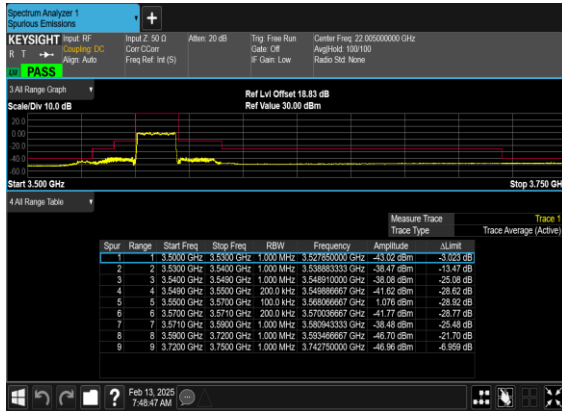 Spectrum Analyzer 1
Spurious Emissions
+
KEYSIGHT Input: RF Input Z: 50 Ω Atten: 20 dB Trig: Free Run Center Freq: 22.005000000 GHz
R T Coupling: DC Corr CCorr Gate: Off Avg|Hold: 100/100
Align: Auto Freq Ref: Int (S) IF Gain: Low Radio Std: None
PASS
3 All Range Graph
Ref Lvl Offset 18.83 dB
Scale/Div 10.0 dB Ref Value 30.00 dBm
20.0
0.00
-20.0
-40.0
-60.0
Start 3.500 GHz Stop 3.750 GHz
4 All Range Table
Measure Trace Trace 1
Trace Type Trace Average (Active)
Spur Range Start Freq Stop Freq RBW Frequency Amplitude ΔLimit
1 1 3.5000 GHz 3.5300 GHz 1.000 MHz 3.527850000 GHz -43.02 dBm -3.023 dB
2 2 3.5300 GHz 3.5400 GHz 1.000 MHz 3.538883333 GHz -38.47 dBm -13.47 dB
3 3 3.5400 GHz 3.5490 GHz 1.000 MHz 3.548910000 GHz -38.08 dBm -25.08 dB
4 4 3.5490 GHz 3.5500 GHz 200.0 kHz 3.549886667 GHz -41.62 dBm -28.62 dB
5 5 3.5500 GHz 3.5700 GHz 100.0 kHz 3.568066667 GHz 1.076 dBm -28.92 dB
6 6 3.5700 GHz 3.5710 GHz 200.0 kHz 3.570036667 GHz -41.77 dBm -28.77 dB
7 7 3.5710 GHz 3.5900 GHz 1.000 MHz 3.580943333 GHz -38.48 dBm -25.48 dB
8 8 3.5900 GHz 3.7200 GHz 1.000 MHz 3.593466667 GHz -46.70 dBm -21.70 dB
9 9 3.7200 GHz 3.7500 GHz 1.000 MHz 3.742750000 GHz -46.96 dBm -6.959 dB
? Feb 13, 2025
7:48:47 AM